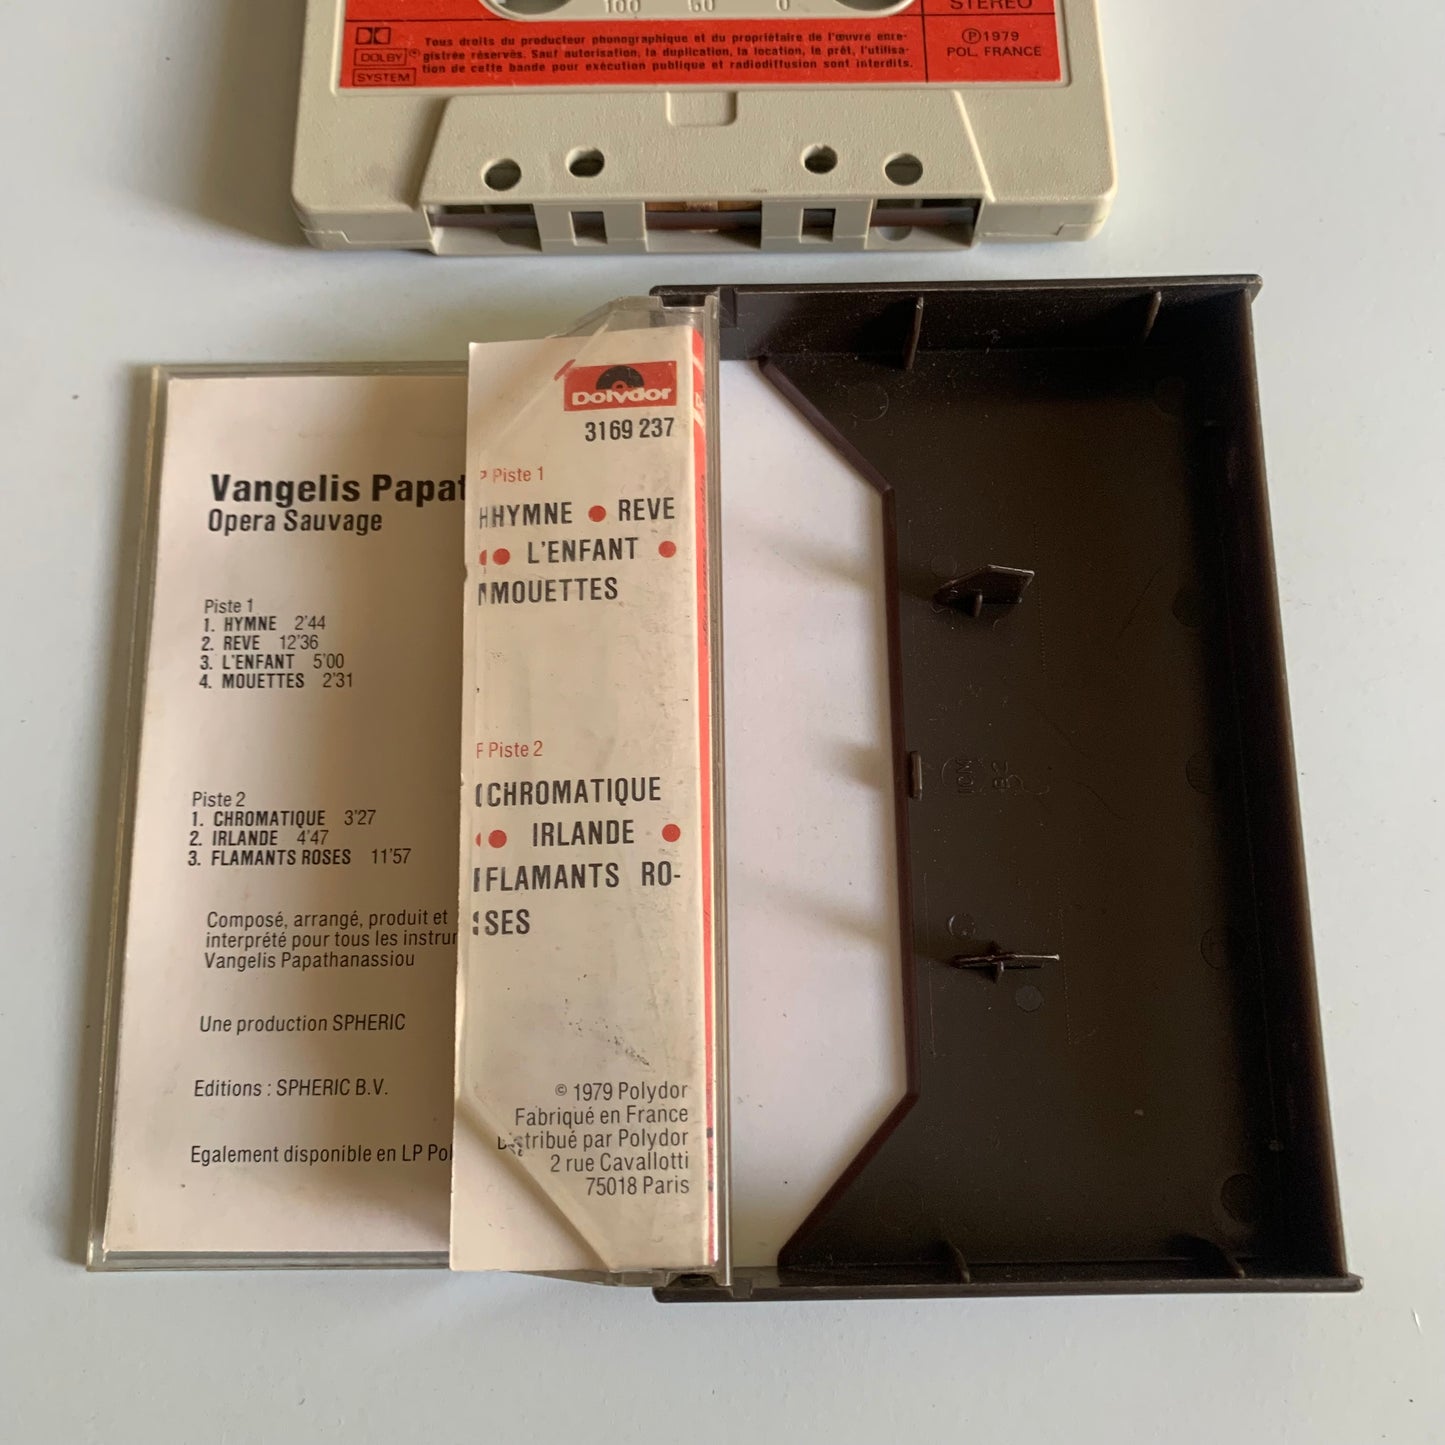 100 50 0
STEREO
DOLBY
SYSTEM
Tous droits du producteur phonographique et du propriétaire de l'œuvre enre-
gistrée réservés. Sauf autorisation, la duplication, la location, le prêt, l'utilisa-
tion de cette bande pour exécution publique et radiodiffusion sont interdits.
Ⓟ1979
POL. FRANCE
Vangelis Papat
Opera Sauvage
Piste 1
1. HYMNE 2'44
2. REVE 12'36
3. L'ENFANT 5'00
4. MOUETTES 2'31
Piste 2
1. CHROMATIQUE 3'27
2. IRLANDE 4'47
3. FLAMANTS ROSES 11'57
Composé, arrangé, produit et
interprété pour tous les instrur
Vangelis Papathanassiou
Une production SPHERIC
Editions : SPHERIC B.V.
Egalement disponible en LP Pol
Polydor
3169 237
Piste 1
HYMNE ● REVE
● L'ENFANT ●
MOUETTES
Piste 2
CHROMATIQUE
● IRLANDE ●
FLAMANTS RO-
SES
© 1979 Polydor
Fabriqué en France
Distribué par Polydor
2 rue Cavallotti
75018 Paris